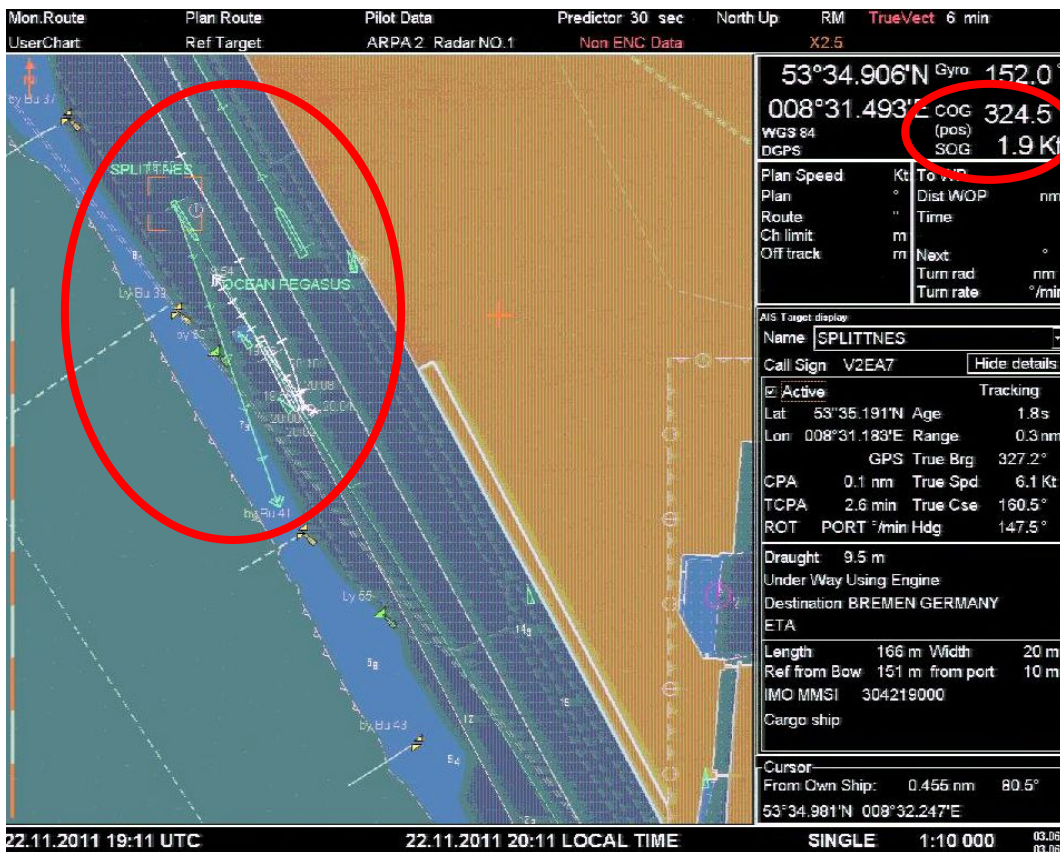 Mon.Route Plan Route Pilot Data Predictor 30 sec North Up RM TrueVect 6 min
UserChart Ref Target ARPA 2 Radar NO.1 Non ENC Data X2.5
53°34.906'N Gyro 152.0°
008°31.493'E COG 324.5
WGS 84 (pos)
DGPS SOG 1.9 Kt
Plan Speed Kt To WP
Plan ° Dist WOP nm
Route " Time
Ch limit m
Off track m Next °
Turn rad nm
Turn rate °/min
AIS Target display
Name SPLITTNES
Call Sign V2EA7 Hide details
Active Tracking
Lat 53°35.191'N Age 1.8s
Lon 008°31.183'E Range 0.3nm
GPS True Brg 327.2°
CPA 0.1 nm True Spd 6.1 Kt
TCPA 2.6 min True Cse 160.5°
ROT PORT °/min Hdg 147.5°
Draught 9.5 m
Under Way Using Engine
Destination BREMEN GERMANY
ETA
Length 166 m Width 20 m
Ref from Bow 151 m from port 10 m
IMO MMSI 304219000
Cargo ship
Cursor
From Own Ship: 0.455 nm 80.5°
53°34.981'N 008°32.247'E
by Bu 37
SPLITTNES
OCEAN PEGASUS
by Bu 39
20:08
by Bu 41
by 65
by Bu 43
22.11.2011 19:11 UTC 22.11.2011 20:11 LOCAL TIME SINGLE 1:10 000